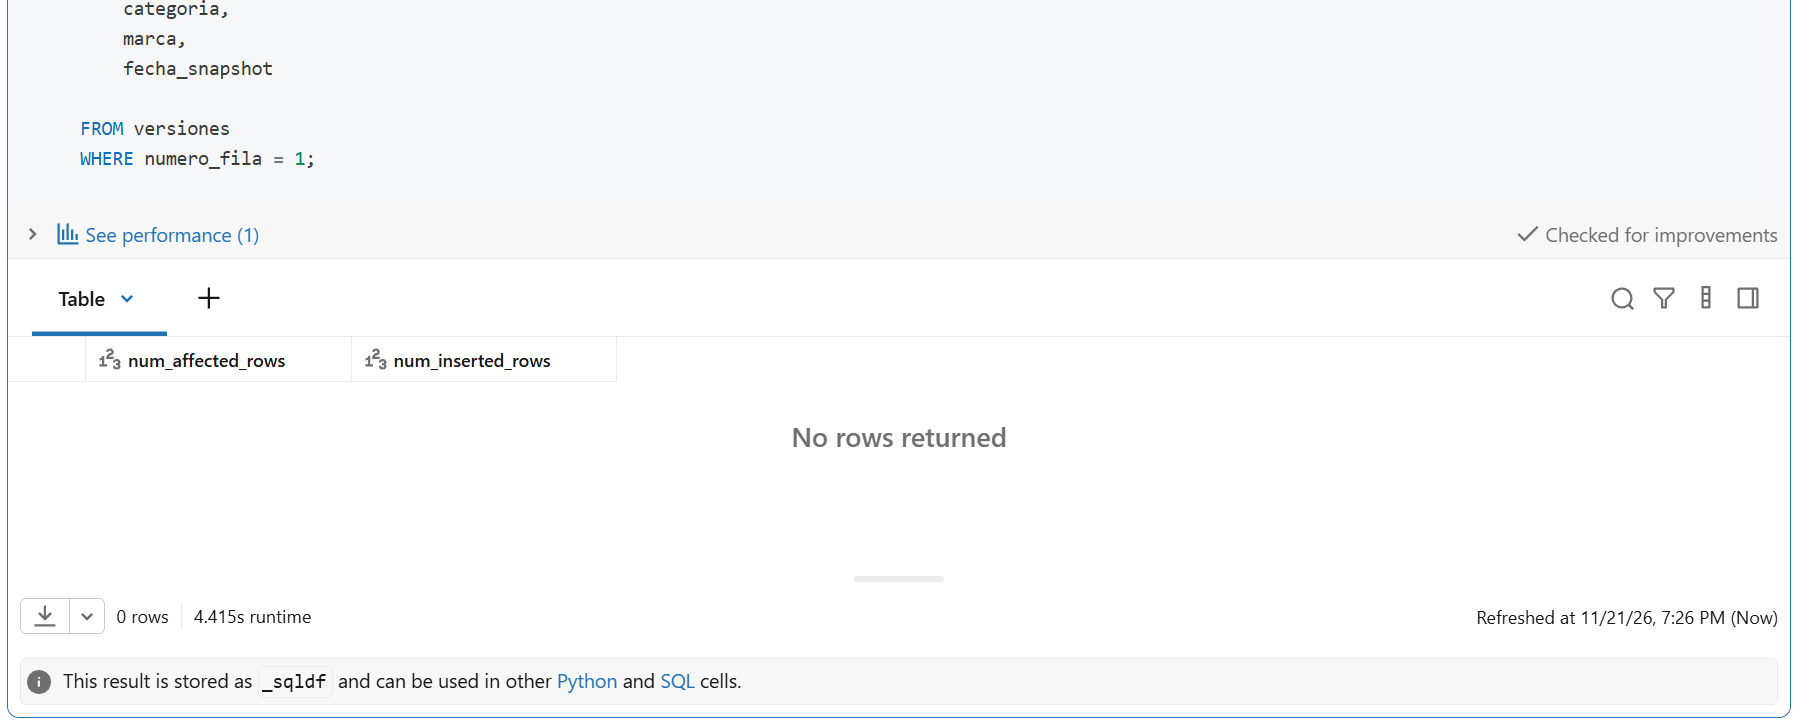 categoria,
marca,
fecha_snapshot
FROM versiones
WHERE numero_fila = 1;
See performance (1)
Checked for improvements
Table
num_affected_rows
num_inserted_rows
No rows returned
0 rows
4.415s runtime
Refreshed at 11/21/26, 7:26 PM (Now)
This result is stored as _sqldf and can be used in other Python and SQL cells.